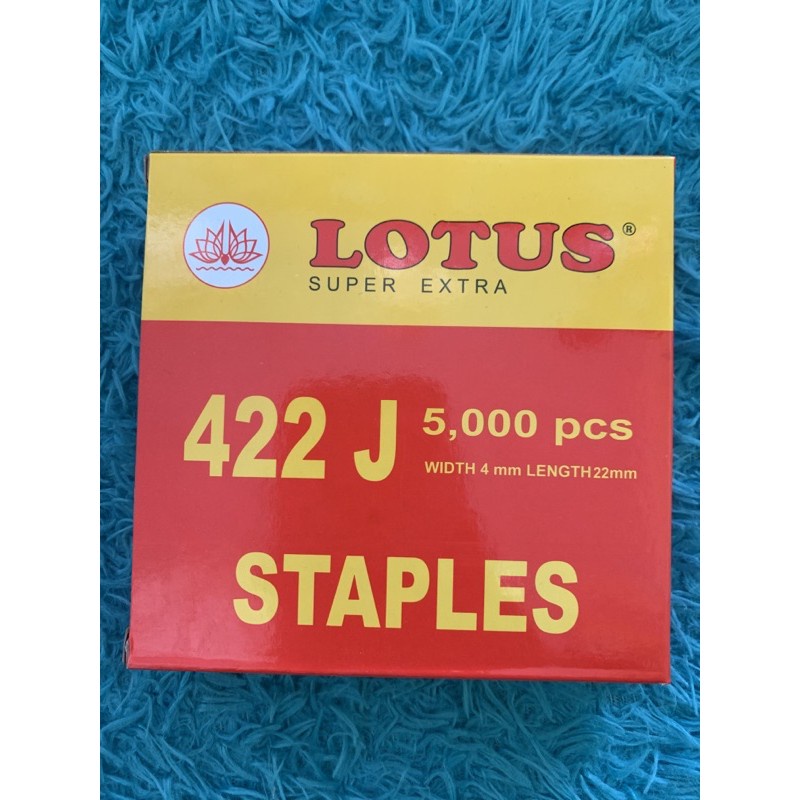 LOTUS®
SUPER EXTRA
422 J
5,000 pcs
WIDTH 4 mm LENGTH 22mm
STAPLES